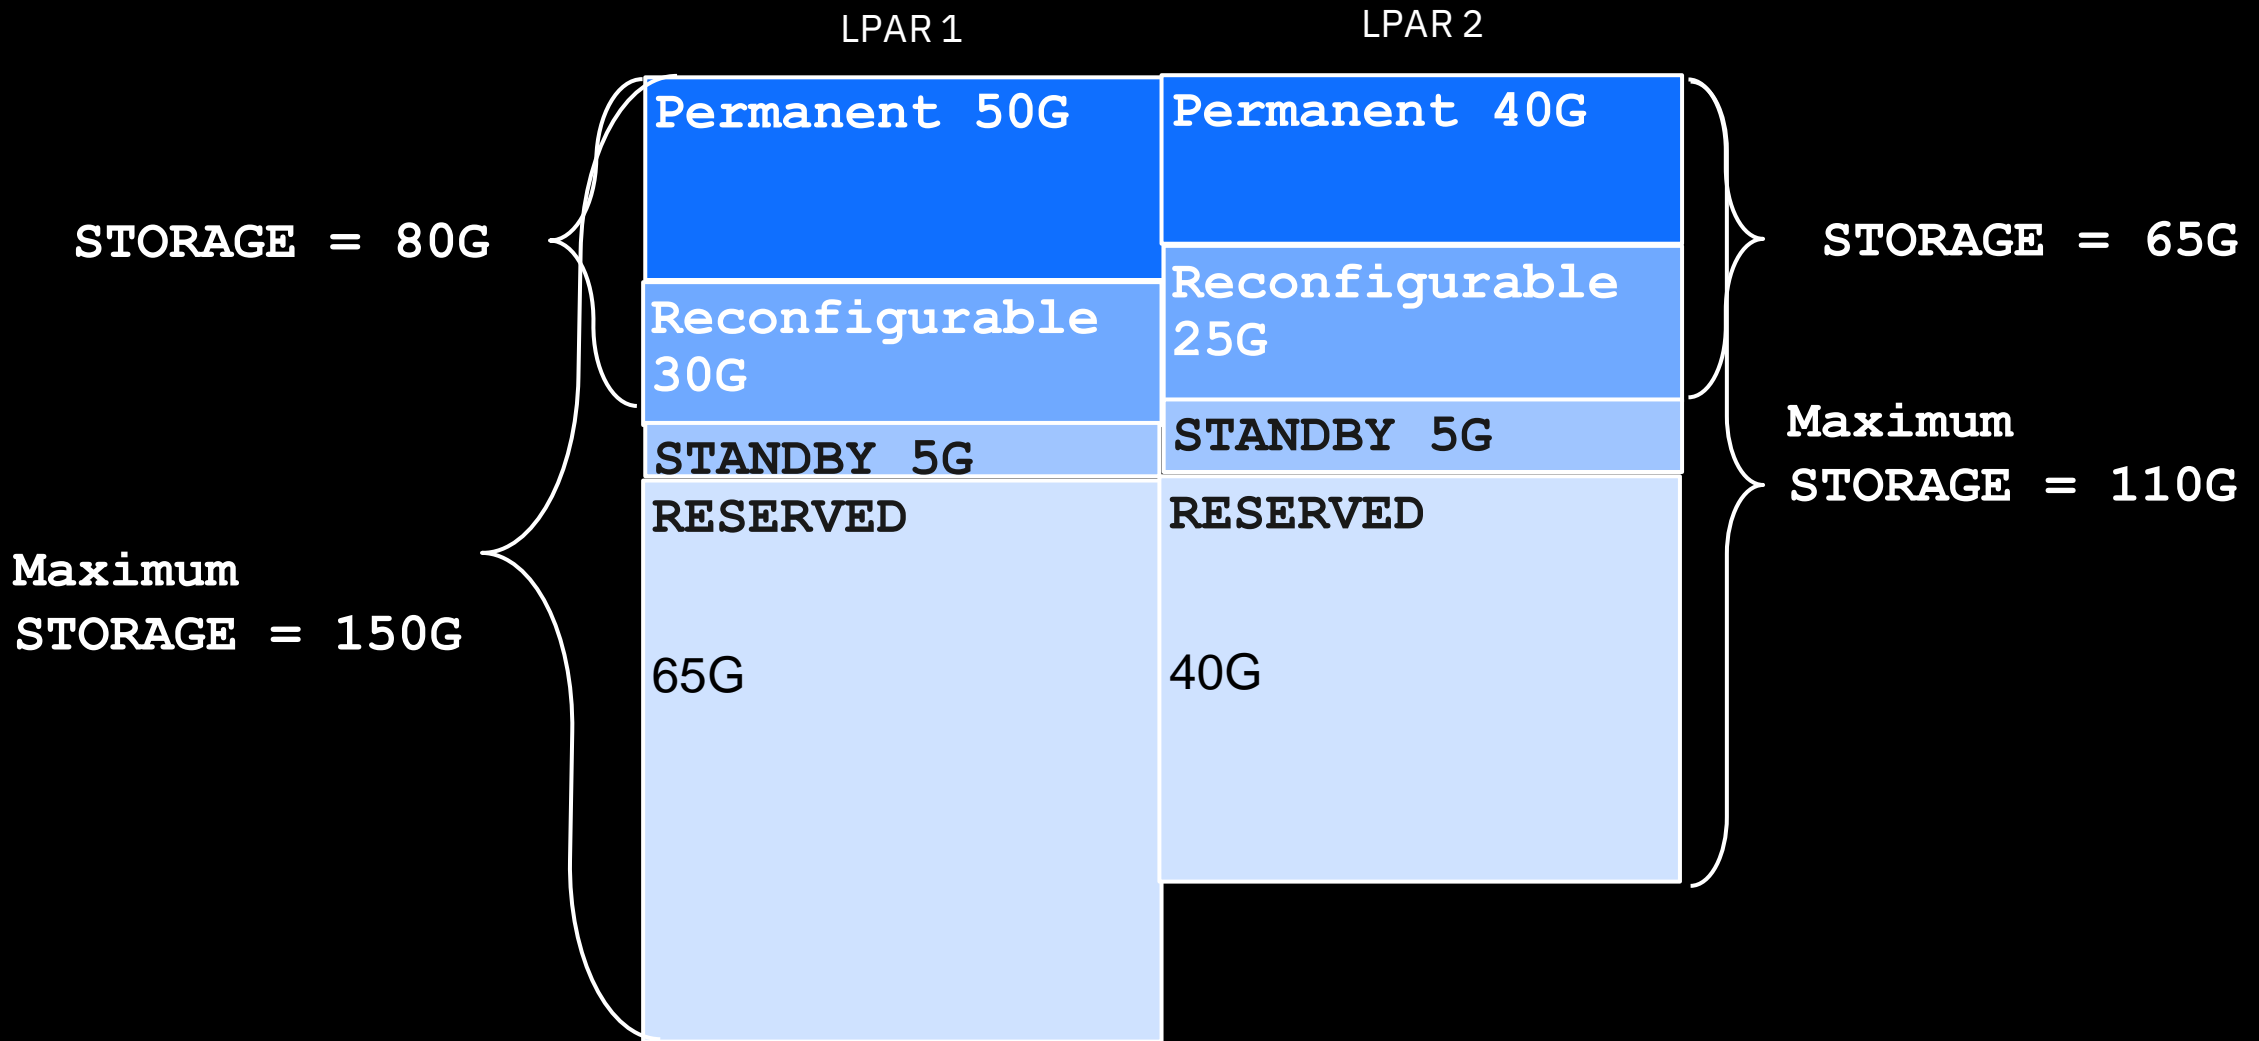 LPAR 1
LPAR 2
STORAGE = 80G
Maximum
STORAGE = 150G
Permanent 50G
Reconfigurable
30G
STANDBY 5G
RESERVED
65G
Permanent 40G
Reconfigurable
25G
STANDBY 5G
RESERVED
40G
STORAGE = 65G
Maximum
STORAGE = 110G